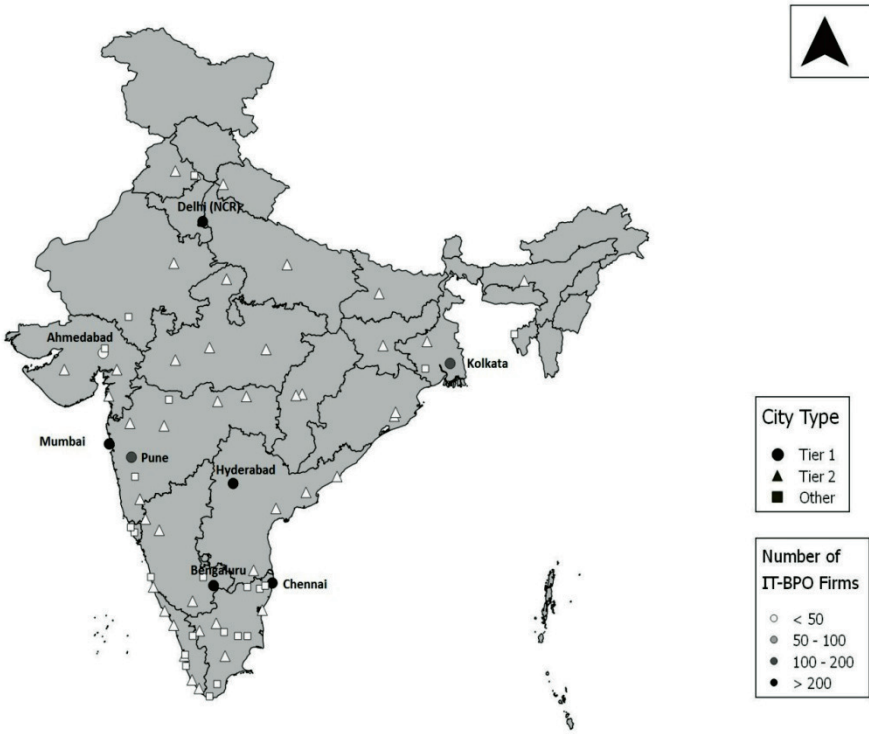 Delhi (NCR)
Ahmedabad
Kolkata
Mumbai
Pune
Hyderabad
Bengaluru
Chennai
City Type
Tier 1
Tier 2
Other
Number of
IT-BPO Firms
< 50
50 - 100
100 - 200
> 200